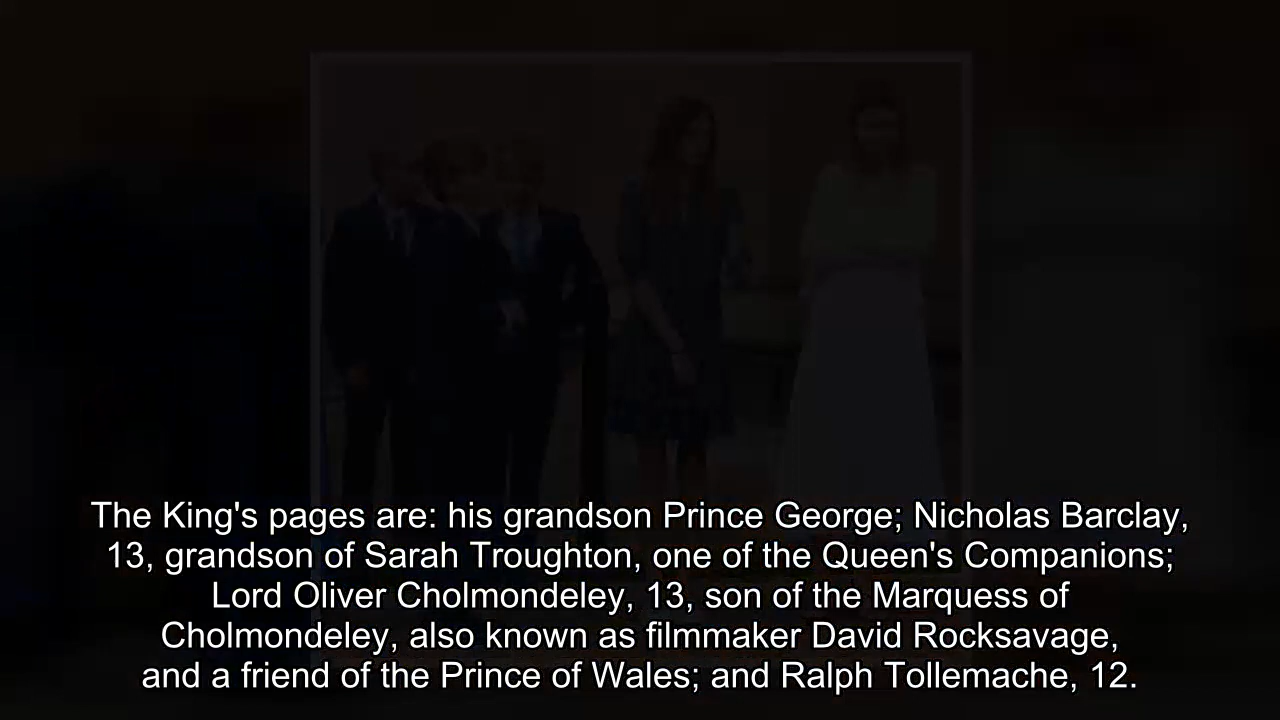 The King's pages are: his grandson Prince George; Nicholas Barclay,
13, grandson of Sarah Troughton, one of the Queen's Companions;
Lord Oliver Cholmondeley, 13, son of the Marquess of
Cholmondeley, also known as filmmaker David Rocksavage,
and a friend of the Prince of Wales; and Ralph Tollemache, 12.